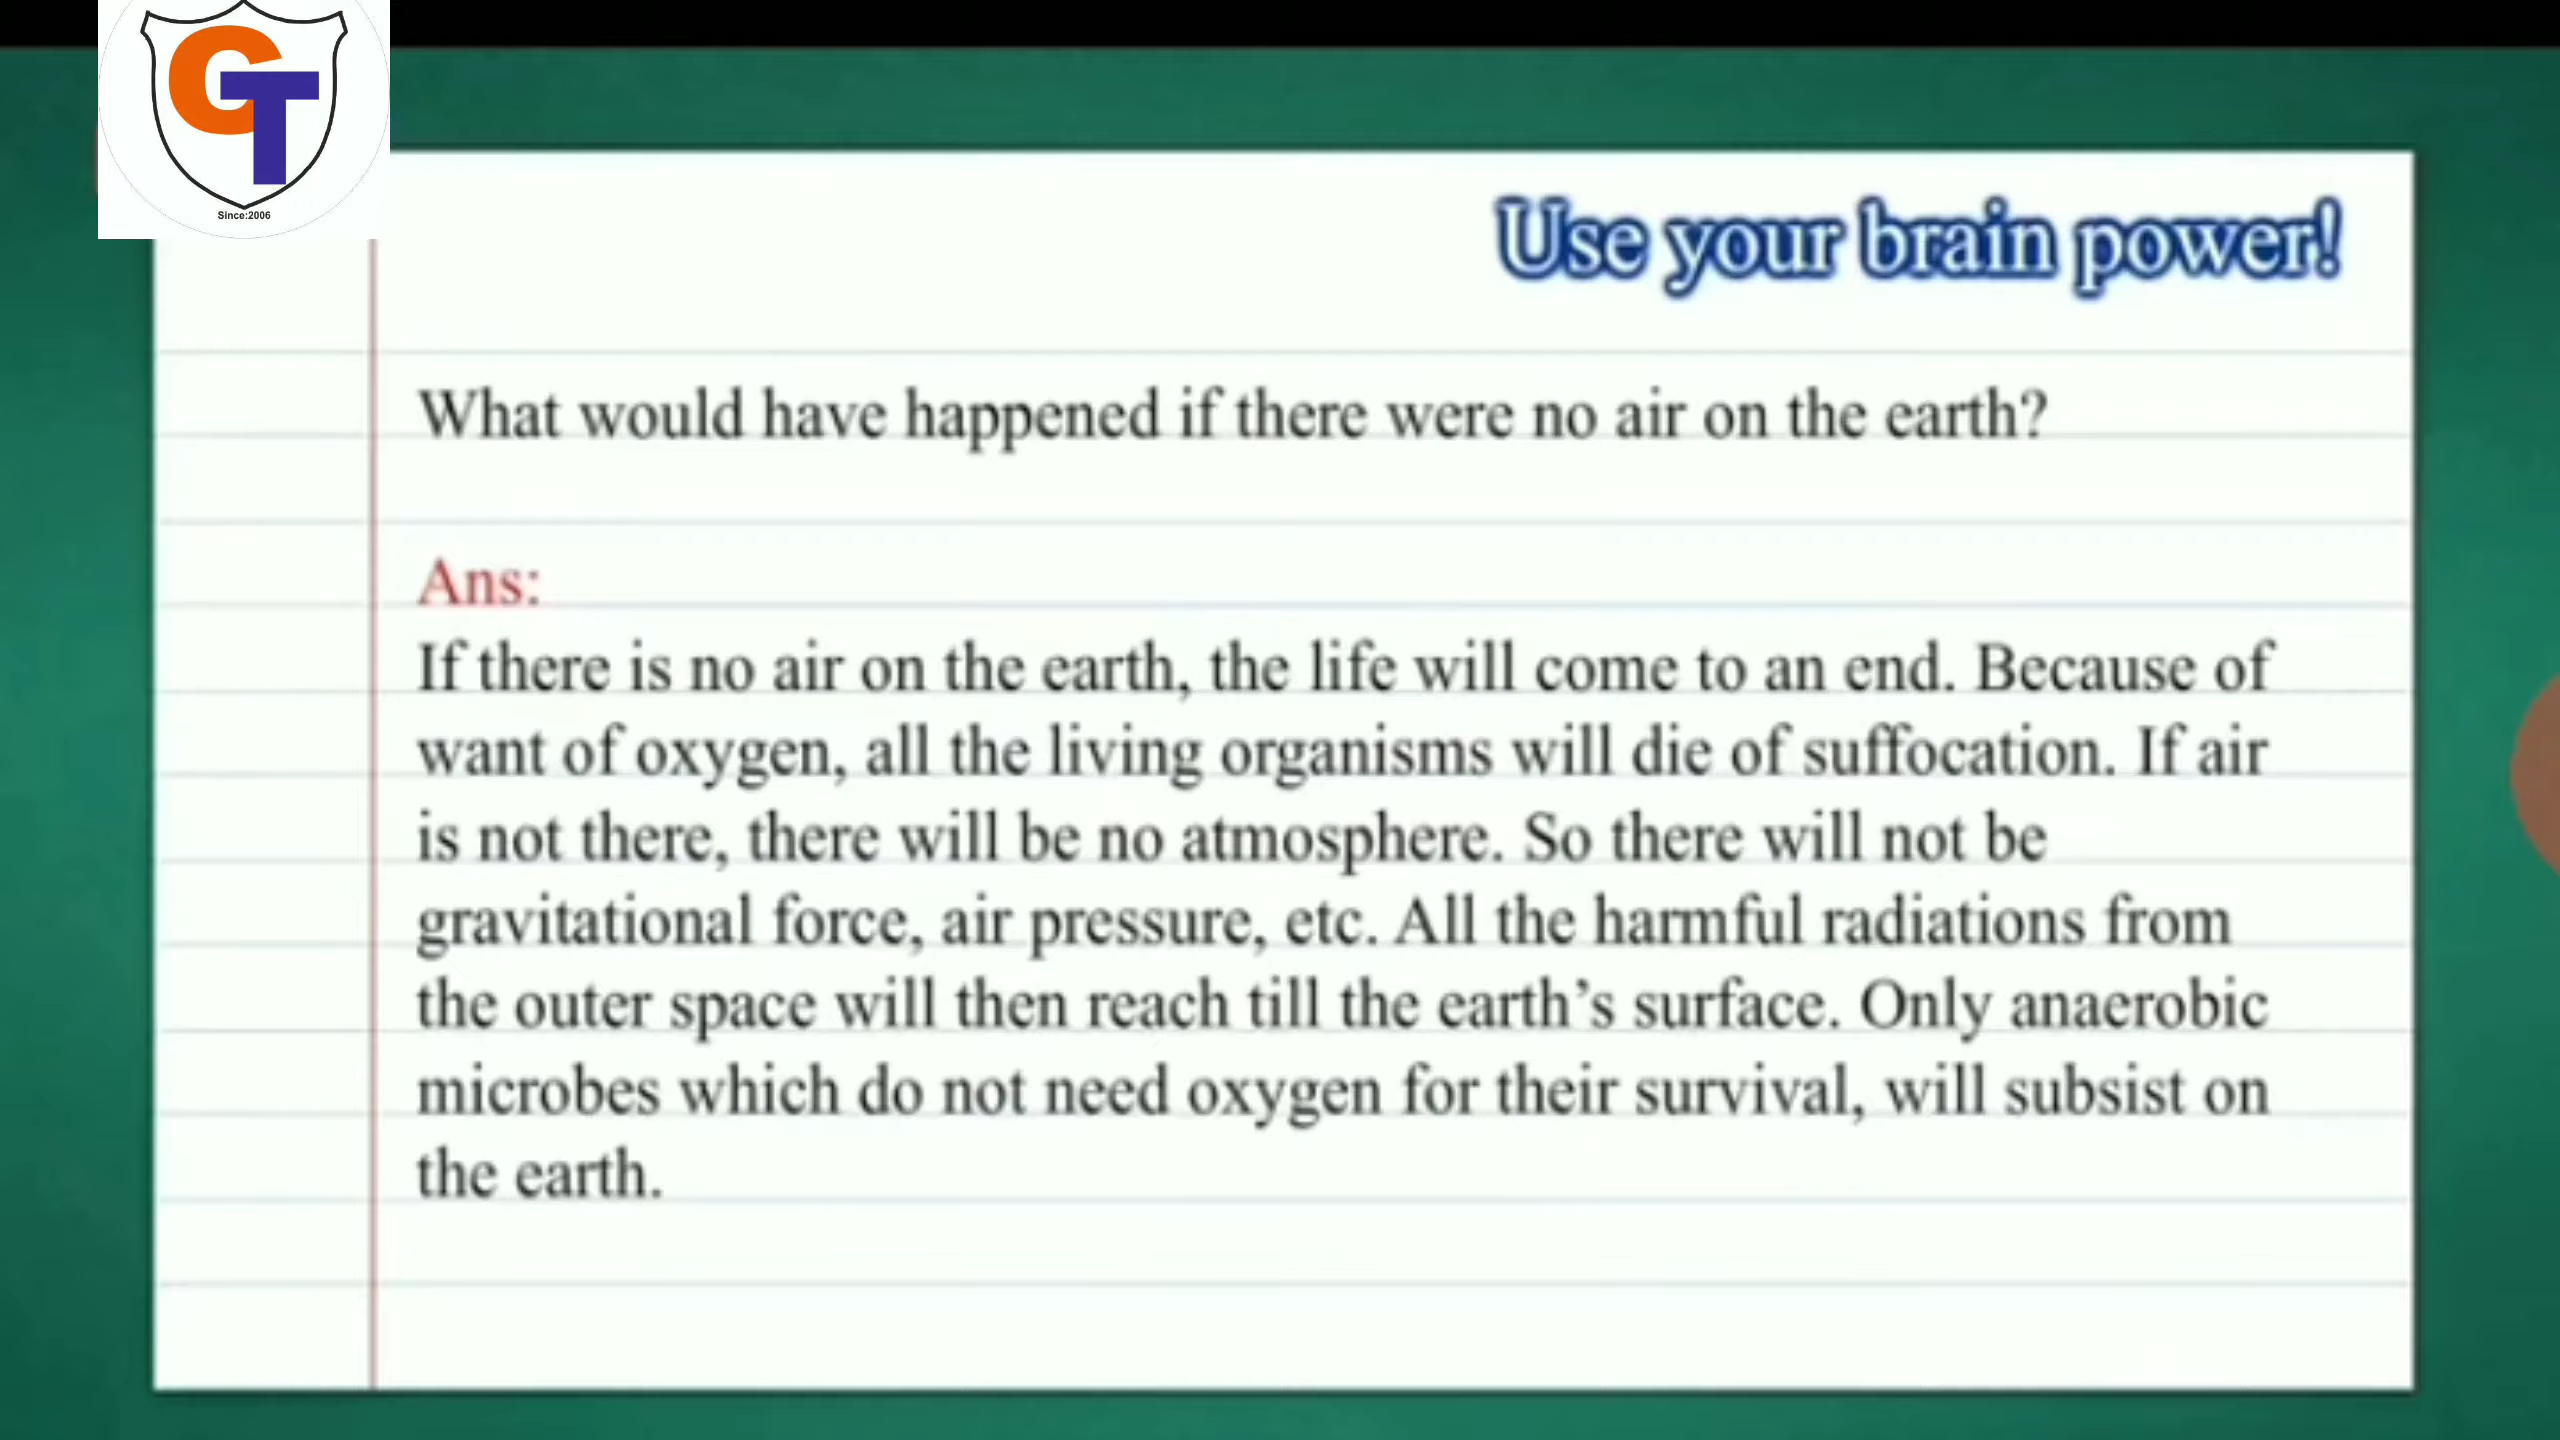 GT
Since:2006
Use your brain power!
What would have happened if there were no air on the earth?
Ans:
If there is no air on the earth, the life will come to an end. Because of
want of oxygen, all the living organisms will die of suffocation. If air
is not there, there will be no atmosphere. So there will not be
gravitational force, air pressure, etc. All the harmful radiations from
the outer space will then reach till the earth’s surface. Only anaerobic
microbes which do not need oxygen for their survival, will subsist on
the earth.